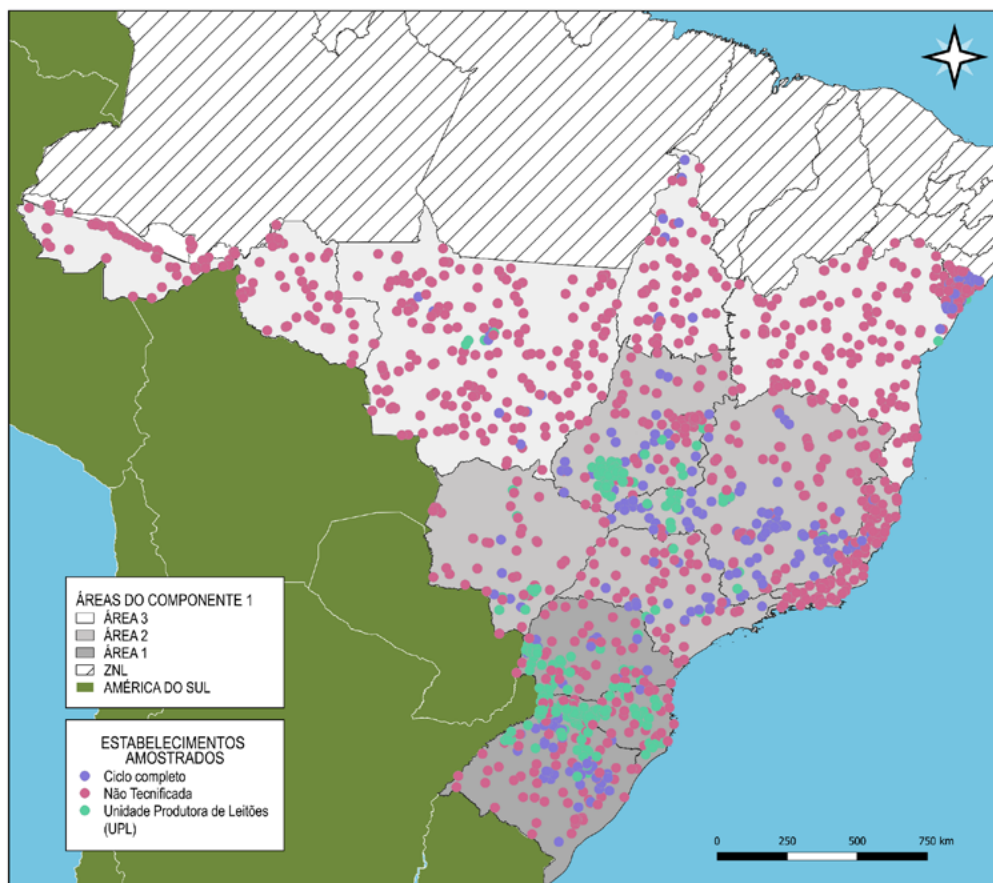 ÁREAS DO COMPONENTE 1
ÁREA 3
ÁREA 2
ÁREA 1
ZNL
AMÉRICA DO SUL
ESTABELECIMENTOS
AMOSTRADOS
Ciclo completo
Não Tecnificada
Unidade Produtora de Leitões
(UPL)
0 250 500 750 km